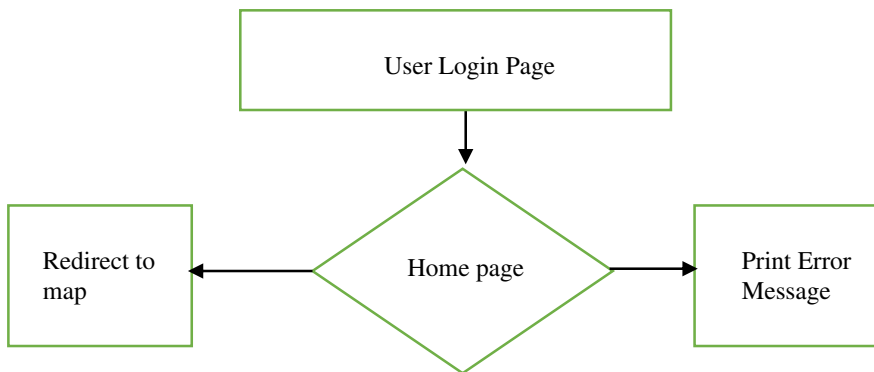 User Login Page
Redirect to
map
Home page
Print Error
Message